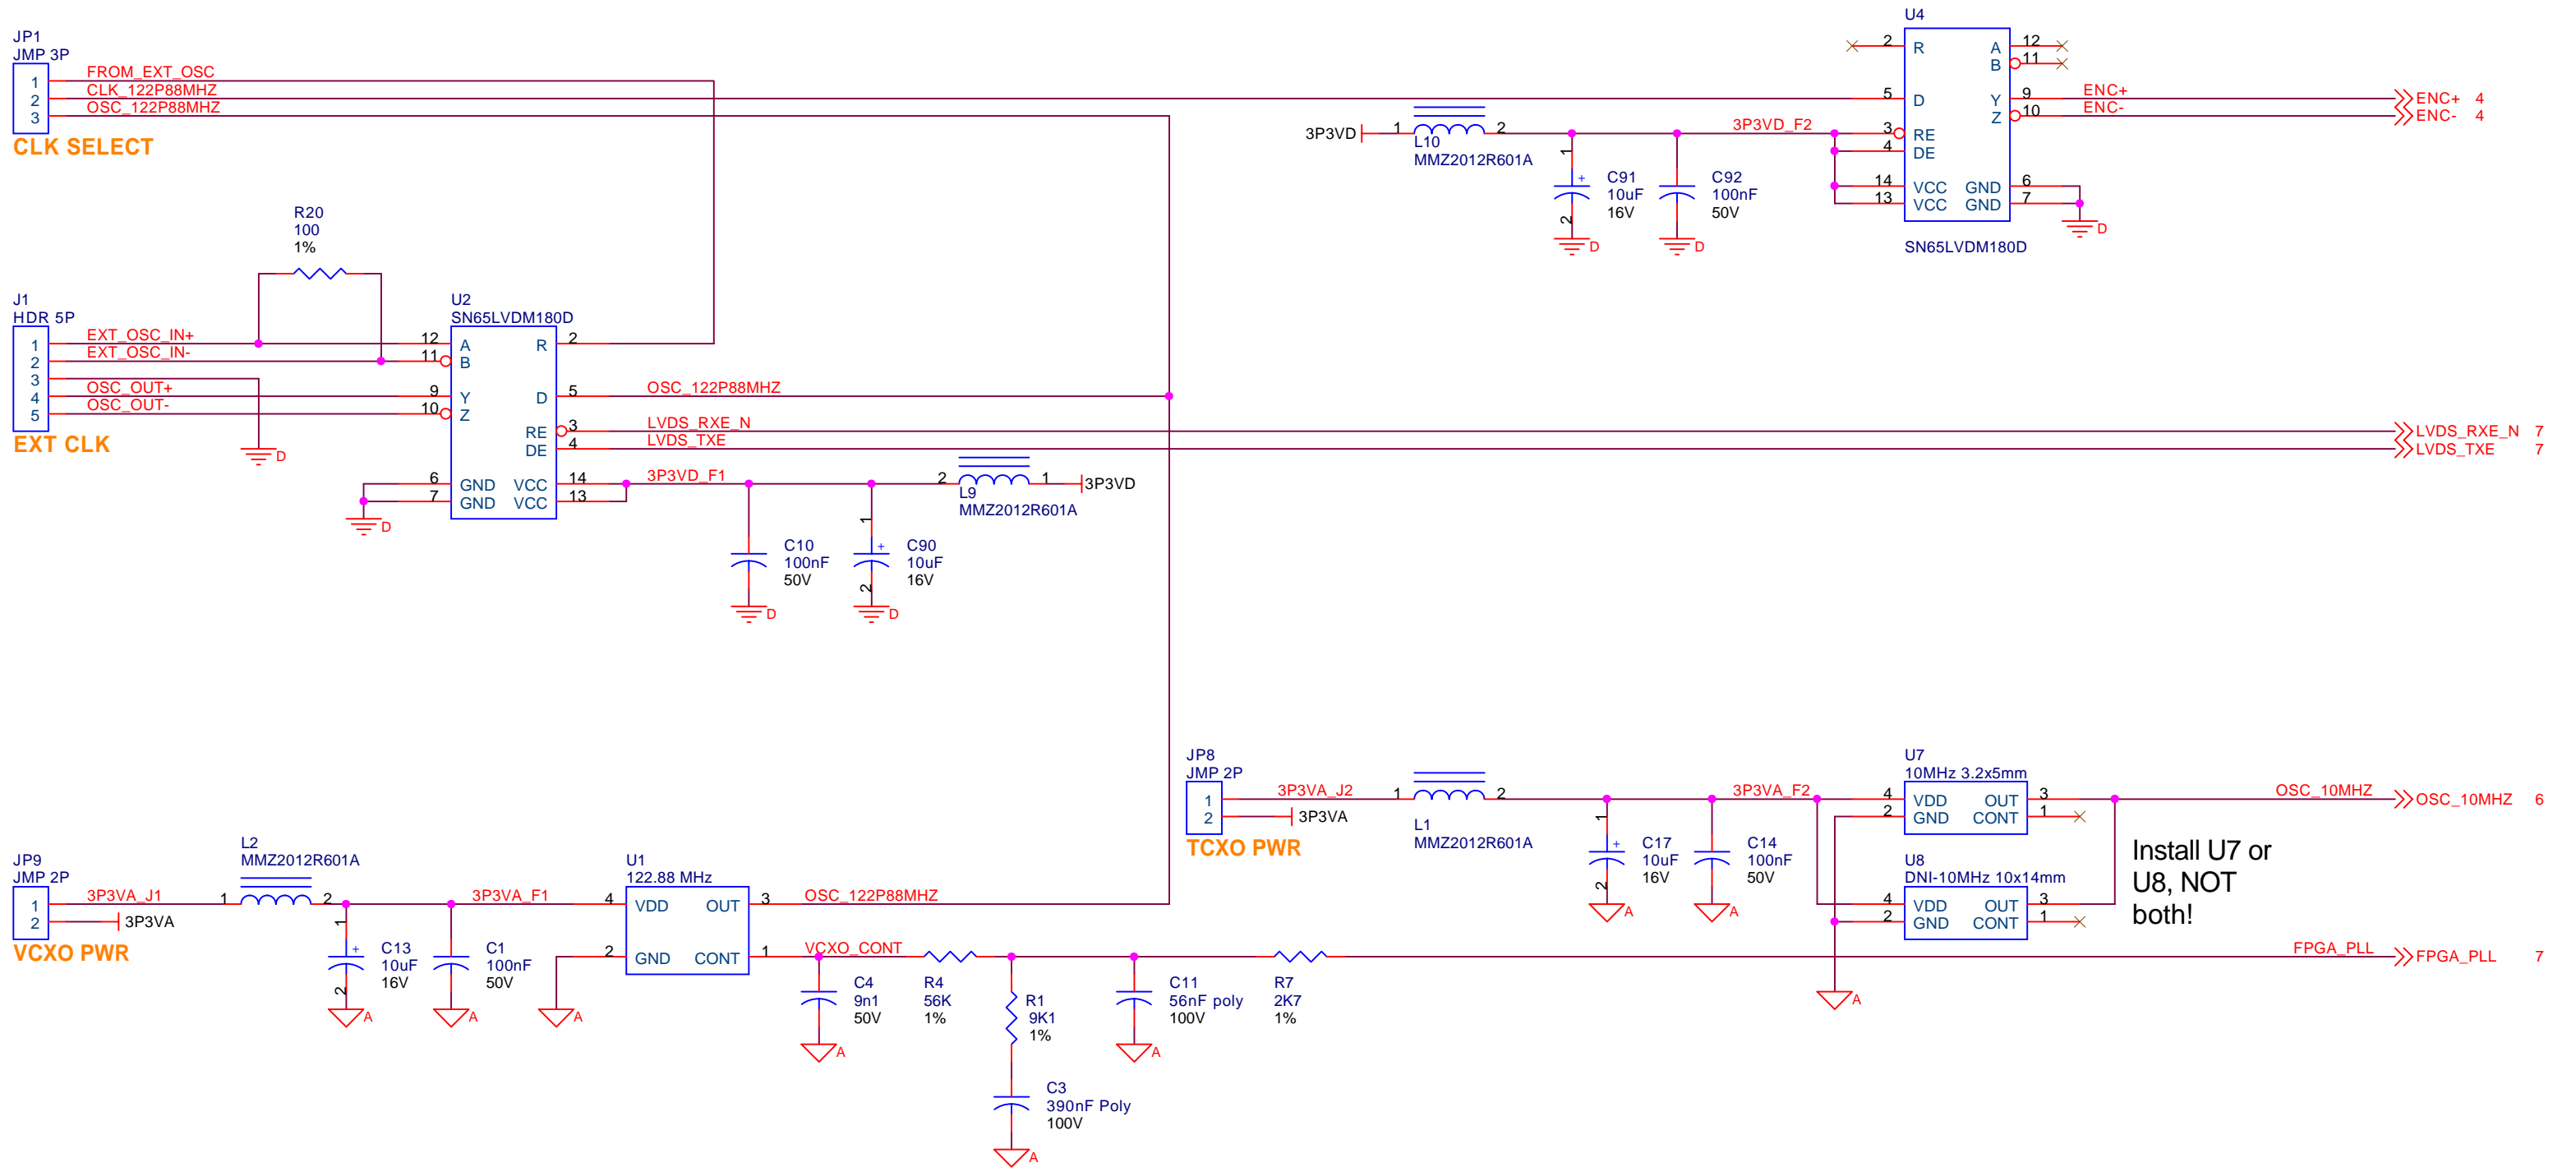 JP1
JMP 3P
1 FROM_EXT_OSC
2 CLK_122P88MHZ
3 OSC_122P88MHZ
CLK SELECT
R20
100
1%
J1
HDR 5P
1 EXT_OSC_IN+
2 EXT_OSC_IN-
3
4 OSC_OUT+
5 OSC_OUT-
EXT CLK
D
U2
SN65LVDM180D
12 A R 2
11 B
9 Y D 5 OSC_122P88MHZ
10 Z
RE 3 LVDS_RXE_N
DE 4 LVDS_TXE
6 GND VCC 14 3P3VD_F1
7 GND VCC 13
D
2 1 3P3VD
L9
MMZ2012R601A
C10
100nF
50V
D
1
+
2
C90
10uF
16V
D
3P3VD 1 2 3P3VD_F2
L10
MMZ2012R601A
1
+
2
C91
10uF
16V
D
C92
100nF
50V
D
U4
2 R A 12
B 11
5 D Y 9 ENC+
Z 10 ENC-
3 RE
4 DE
14 VCC GND 6
13 VCC GND 7
D
SN65LVDM180D
ENC+ 4
ENC- 4
LVDS_RXE_N 7
LVDS_TXE 7
JP9
JMP 2P
1 3P3VA_J1
2 3P3VA
VCXO PWR
L2
MMZ2012R601A
1 2 3P3VA_F1
1
+
2
C13
10uF
16V
A
C1
100nF
50V
A
U1
122.88 MHz
4 VDD OUT 3 OSC_122P88MHZ
2 GND CONT 1 VCXO_CONT
A
C4
9n1
50V
A
R4
56K
1%
R1
9K1
1%
C3
390nF Poly
100V
A
C11
56nF poly
100V
A
R7
2K7
1%
FPGA_PLL
FPGA_PLL 7
JP8
JMP 2P
1 3P3VA_J2
2 3P3VA
TCXO PWR
1 2 3P3VA_F2
L1
MMZ2012R601A
1
+
2
C17
10uF
16V
A
C14
100nF
50V
A
U7
10MHz 3.2x5mm
4 VDD OUT 3
2 GND CONT 1
OSC_10MHZ
OSC_10MHZ 6
U8
DNI-10MHz 10x14mm
4 VDD OUT 3
2 GND CONT 1
A
Install U7 or
U8, NOT
both!